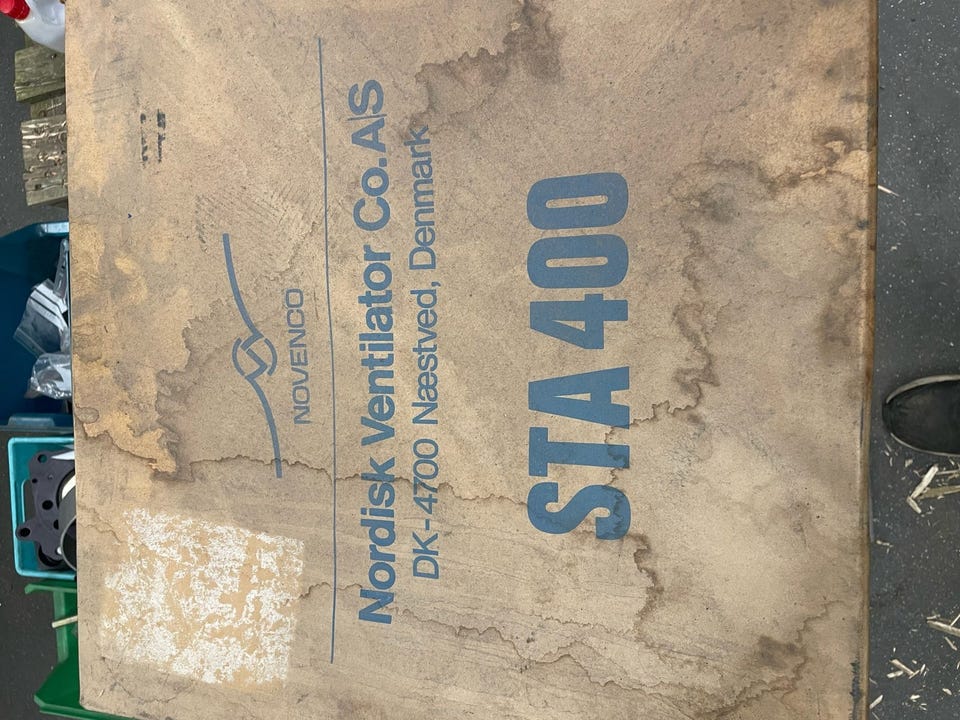 NOVENCO
Nordisk Ventilator Co.A/S
DK-4700 Næstved, Denmark
STA 400